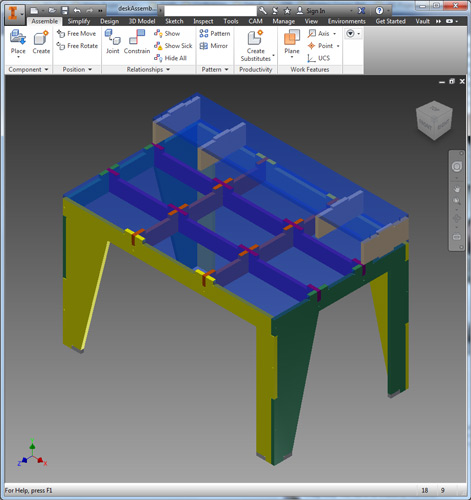 deskAssemb...
Sign In
Assemble Simplify Design 3D Model Sketch Inspect Tools CAM Manage View Environments Get Started Vault
Place Create Free Move Free Rotate Joint Constrain Show Show Sick Hide All Pattern Mirror Create Substitutes Plane Axis Point UCS
Component Position Relationships Pattern Productivity Work Features
For Help, press F1 18 9